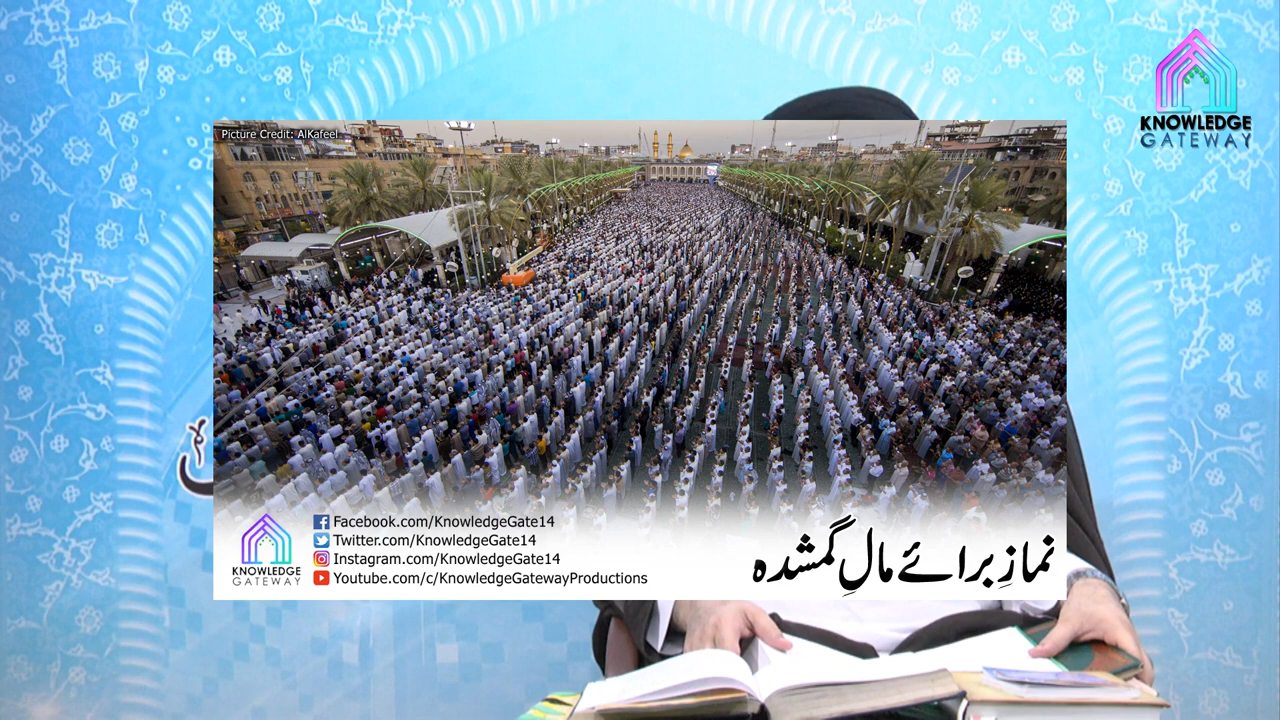 KNOWLEDGE
GATEWAY
Picture Credit: AlKafeel
KNOWLEDGE
GATEWAY
Facebook.com/KnowledgeGate14
Twitter.com/KnowledgeGate14
Instagram.com/KnowledgeGate14
Youtube.com/c/KnowledgeGatewayProductions
نمازِ برائے مالِ گمشدہ